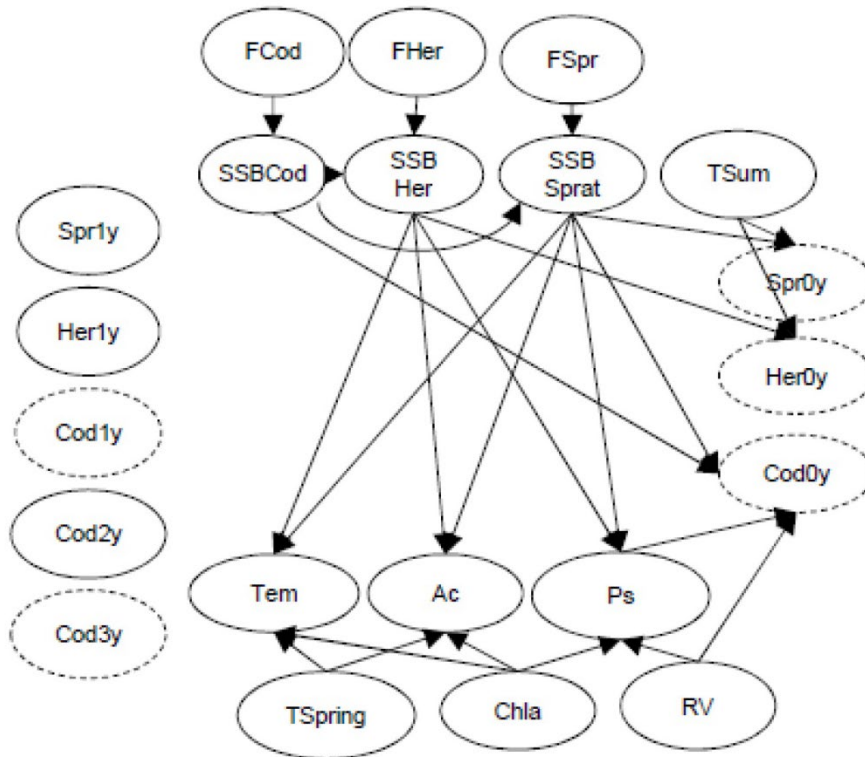 FCod
FHer
FSpr
SSBCod
SSB
Her
SSB
Sprat
TSum
Spr1y
Spr0y
Her1y
Her0y
Cod1y
Cod0y
Cod2y
Tem
Ac
Ps
Cod3y
TSpring
Chla
RV